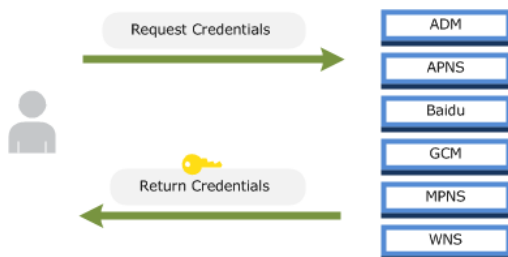 Request Credentials
Return Credentials
ADM
APNS
Baidu
GCM
MPNS
WNS